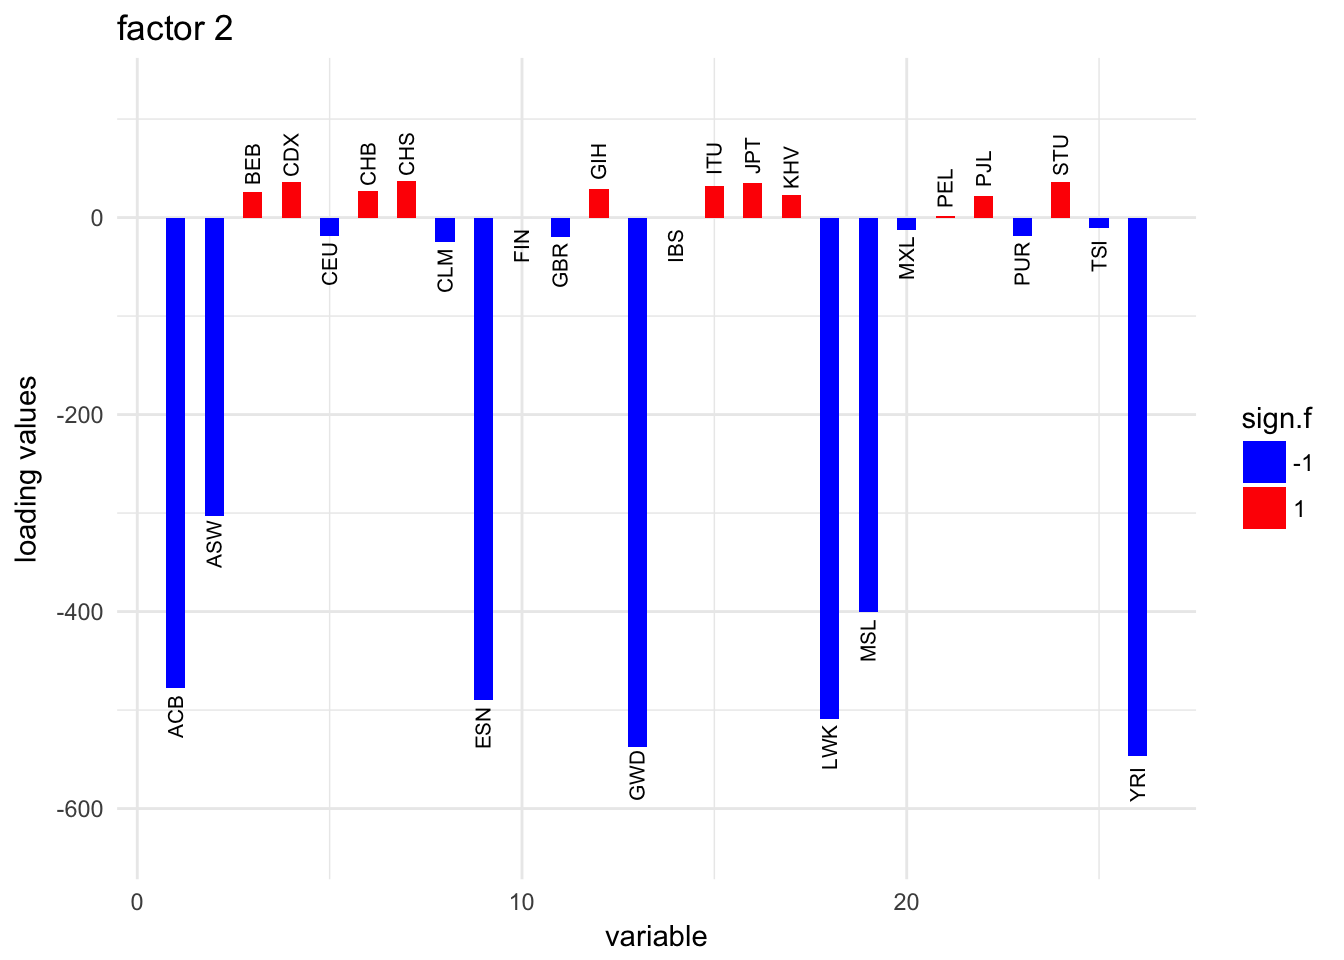 factor 2
loading values
0
-200
-400
-600
ACB
ASW
BEB
CDX
CEU
CHB
CHS
CLM
ESN
FIN
GBR
GIH
GWD
IBS
ITU
JPT
KHV
LWK
MSL
MXL
PEL
PJL
PUR
STU
TSI
YRI
0
10
20
variable
sign.f
-1
1